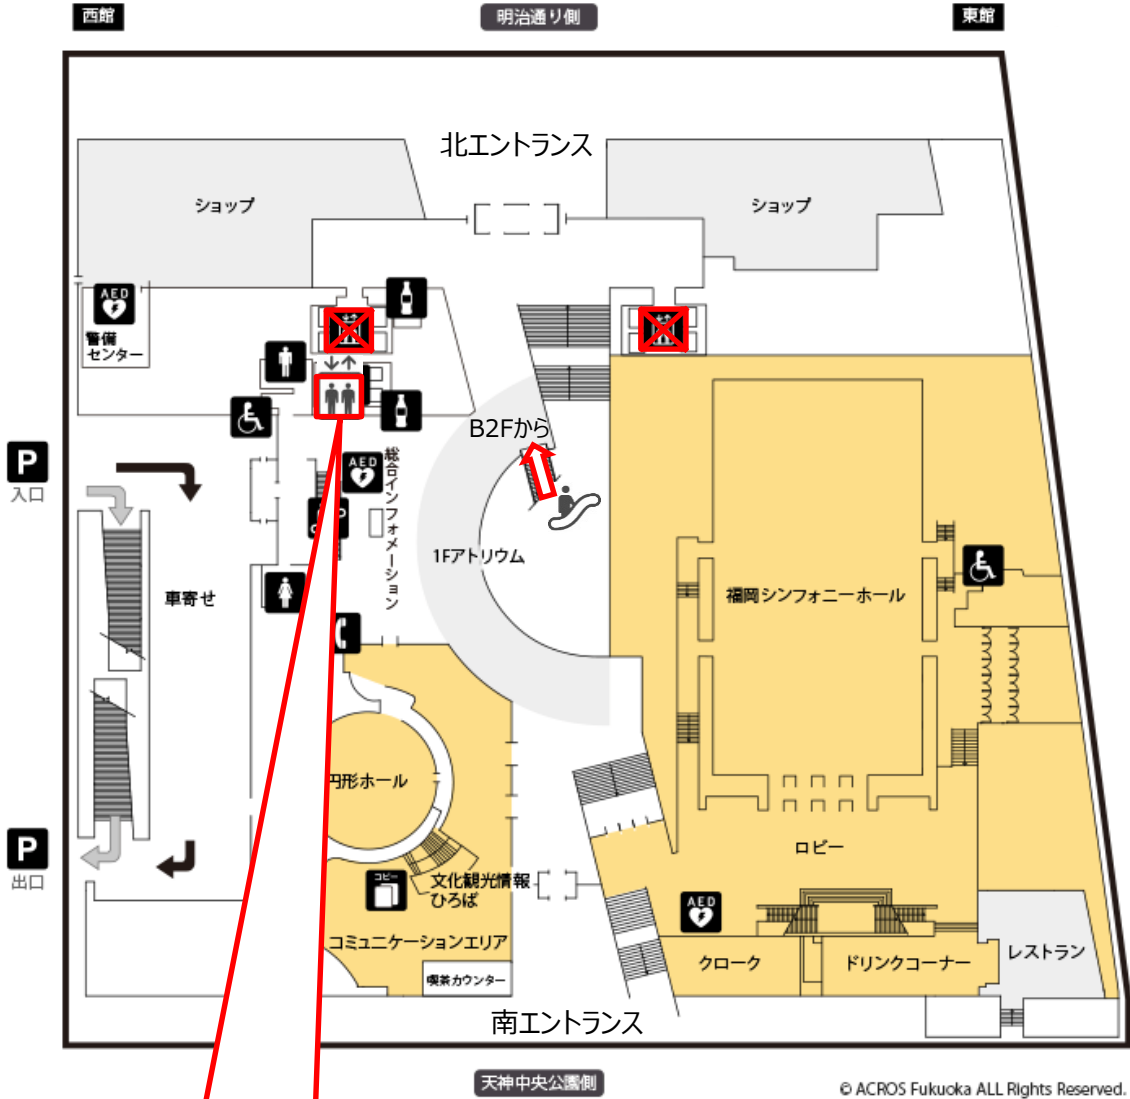 西館
明治通り側
東館
北エントランス
ショップ
ショップ
AED
警備
センター
B2Fから
P
入口
AED
総合インフォメーション
1Fアトリウム
車寄せ
福岡シンフォニーホール
円形ホール
P
出口
ロビー
コピー
文化観光情報
ひろば
AED
コミュニケーションエリア
クローク
ドリンクコーナー
レストラン
喫茶カウンター
南エントランス
天神中央公園側
© ACROS Fukuoka ALL Rights Reserved.